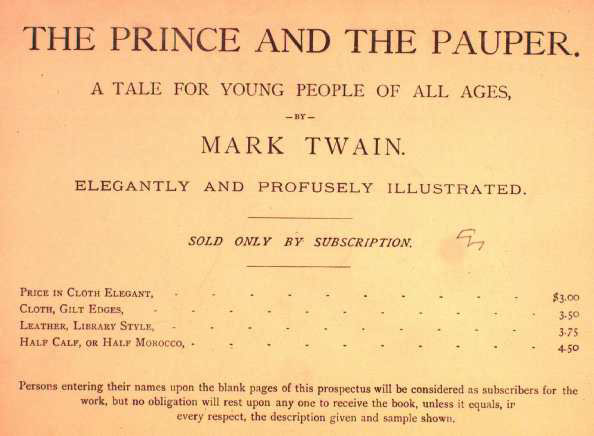 THE PRINCE AND THE PAUPER.
A TALE FOR YOUNG PEOPLE OF ALL AGES,
—BY—
MARK TWAIN.
ELEGANTLY AND PROFUSELY ILLUSTRATED.
SOLD ONLY BY SUBSCRIPTION.
PRICE IN CLOTH ELEGANT, - - - - - - - - - - - $3.00
CLOTH, GILT EDGES, - - - - - - - - - - - 3.50
LEATHER, LIBRARY STYLE, - - - - - - - - - - - 3.75
HALF CALF, OR HALF MOROCCO, - - - - - - - - - - 4.50
Persons entering their names upon the blank pages of this prospectus will be considered as subscribers for the
work, but no obligation will rest upon any one to receive the book, unless it equals, in
every respect, the description given and sample shown.